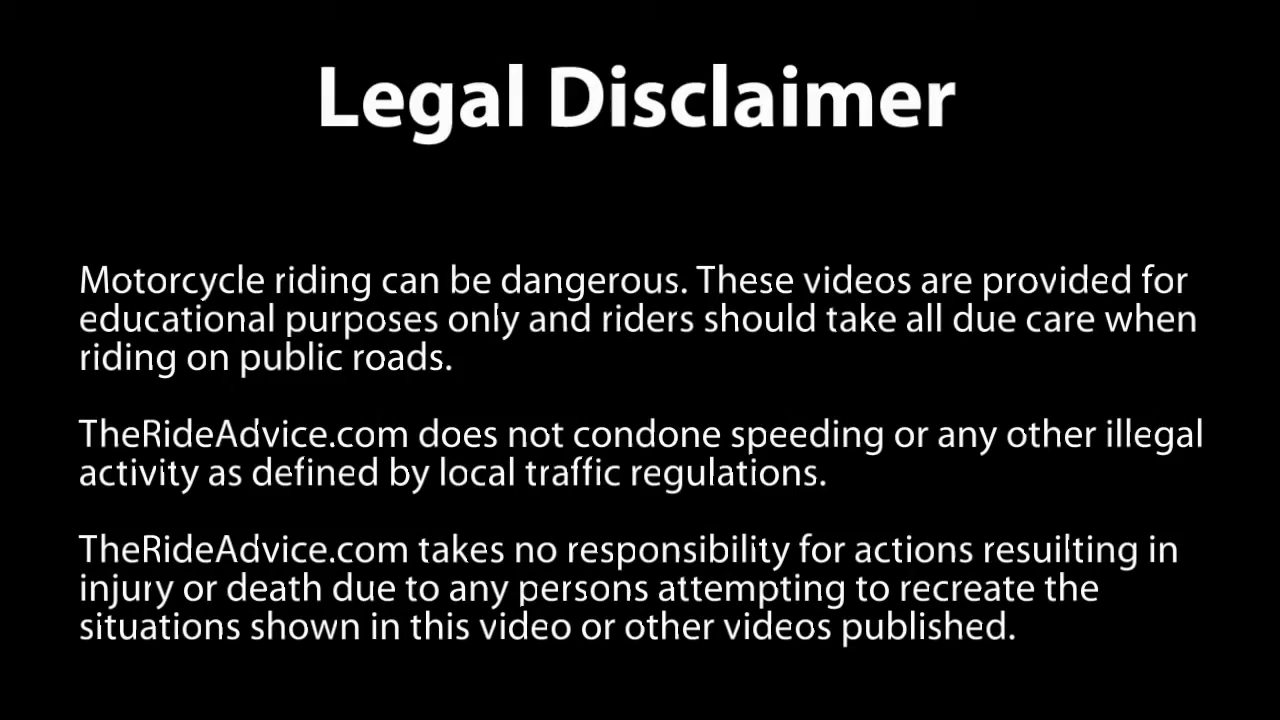 Legal Disclaimer
Motorcycle riding can be dangerous. These videos are provided for
educational purposes only and riders should take all due care when
riding on public roads.
TheRideAdvice.com does not condone speeding or any other illegal
activity as defined by local traffic regulations.
TheRideAdvice.com takes no responsibility for actions resuilting in
injury or death due to any persons attempting to recreate the
situations shown in this video or other videos published.